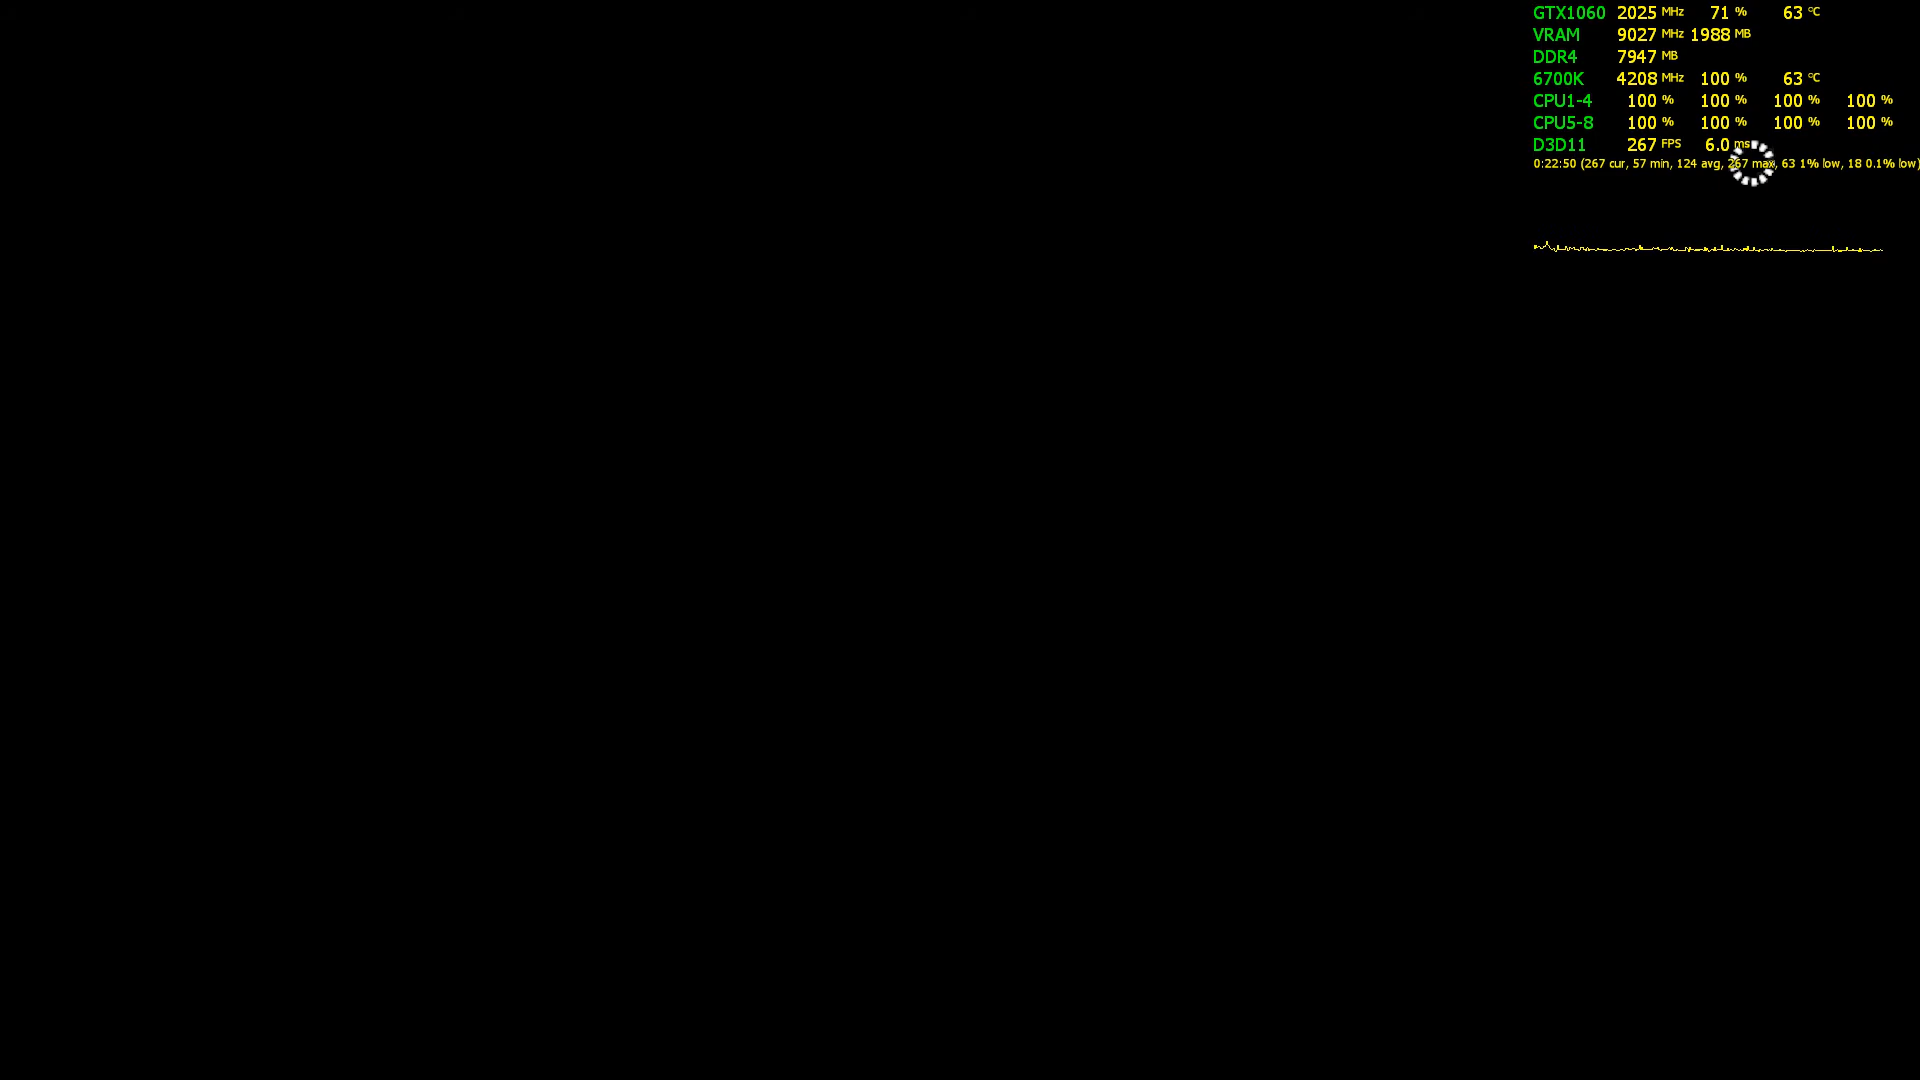 GTX1060 2025 MHz 71 % 63 °C
VRAM 9027 MHz 1988 MB
DDR4 7947 MB
6700K 4208 MHz 100 % 63 °C
CPU1-4 100 % 100 % 100 % 100 %
CPU5-8 100 % 100 % 100 % 100 %
D3D11 267 FPS 6.0 ms
0:22:50 (267 cur, 57 min, 124 avg, 267 max, 63 1% low, 18 0.1% low)